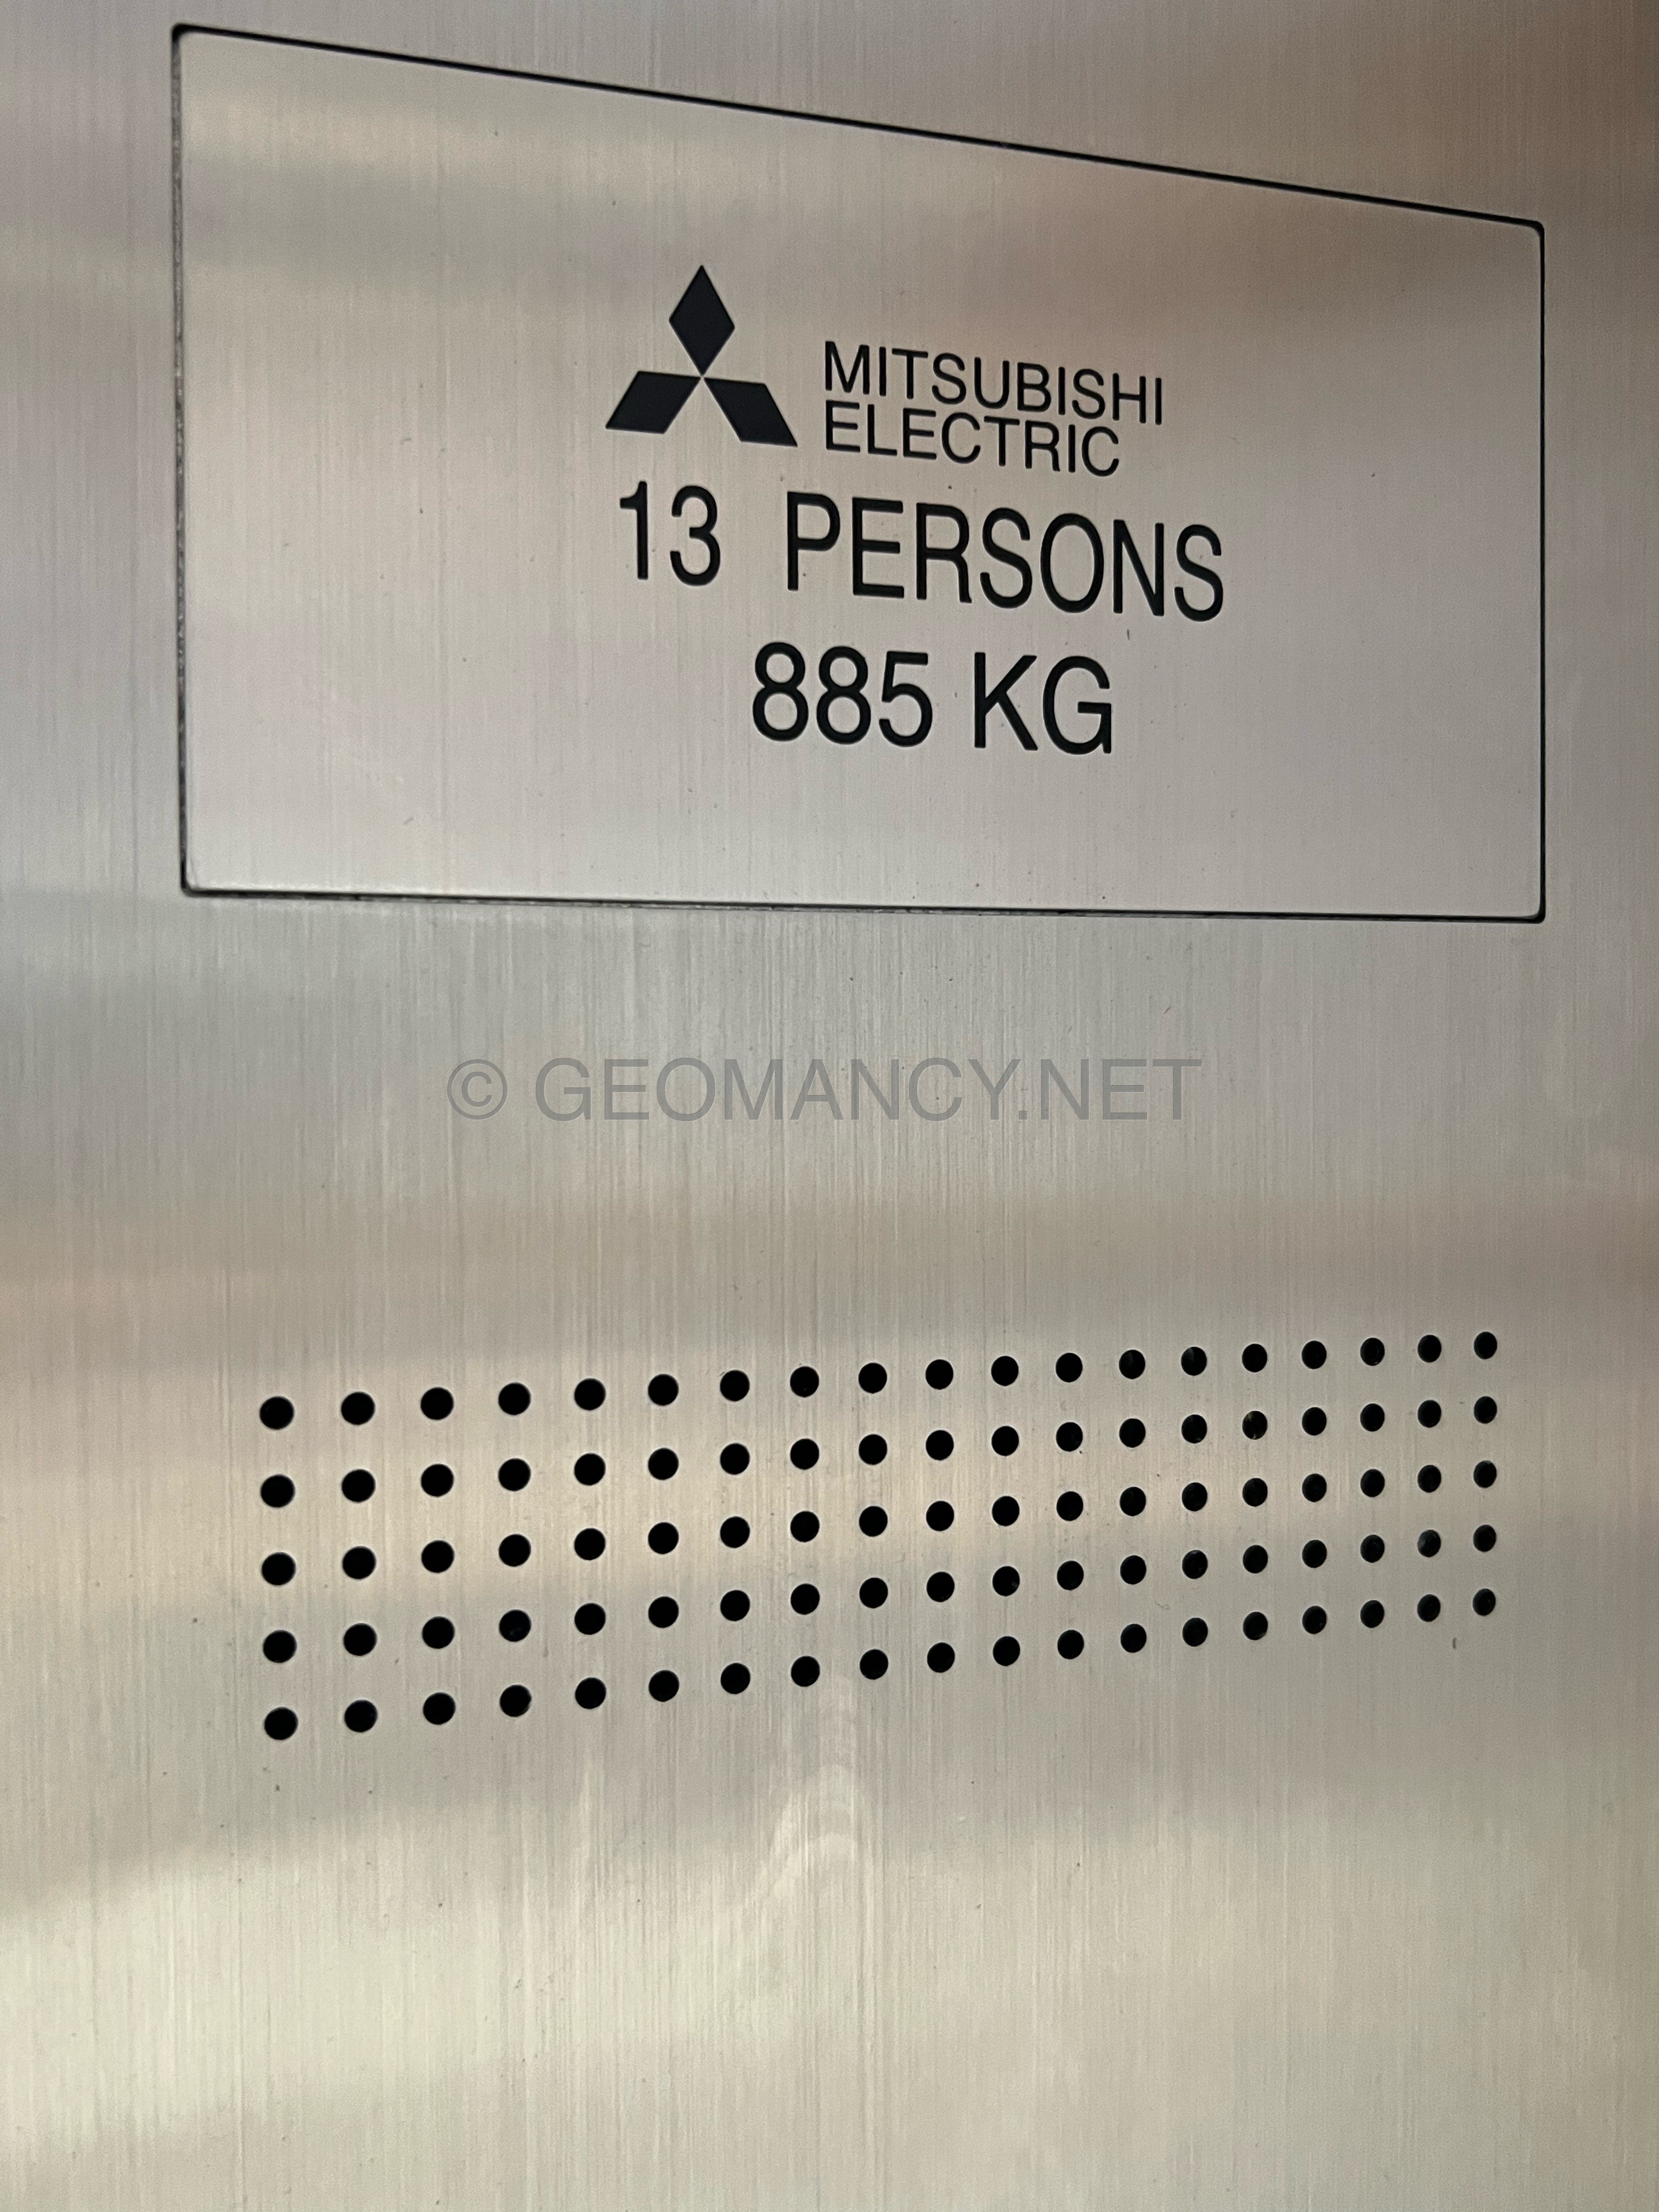 MITSUBISHI
ELECTRIC
13 PERSONS
885 KG
© GEOMANCY.NET